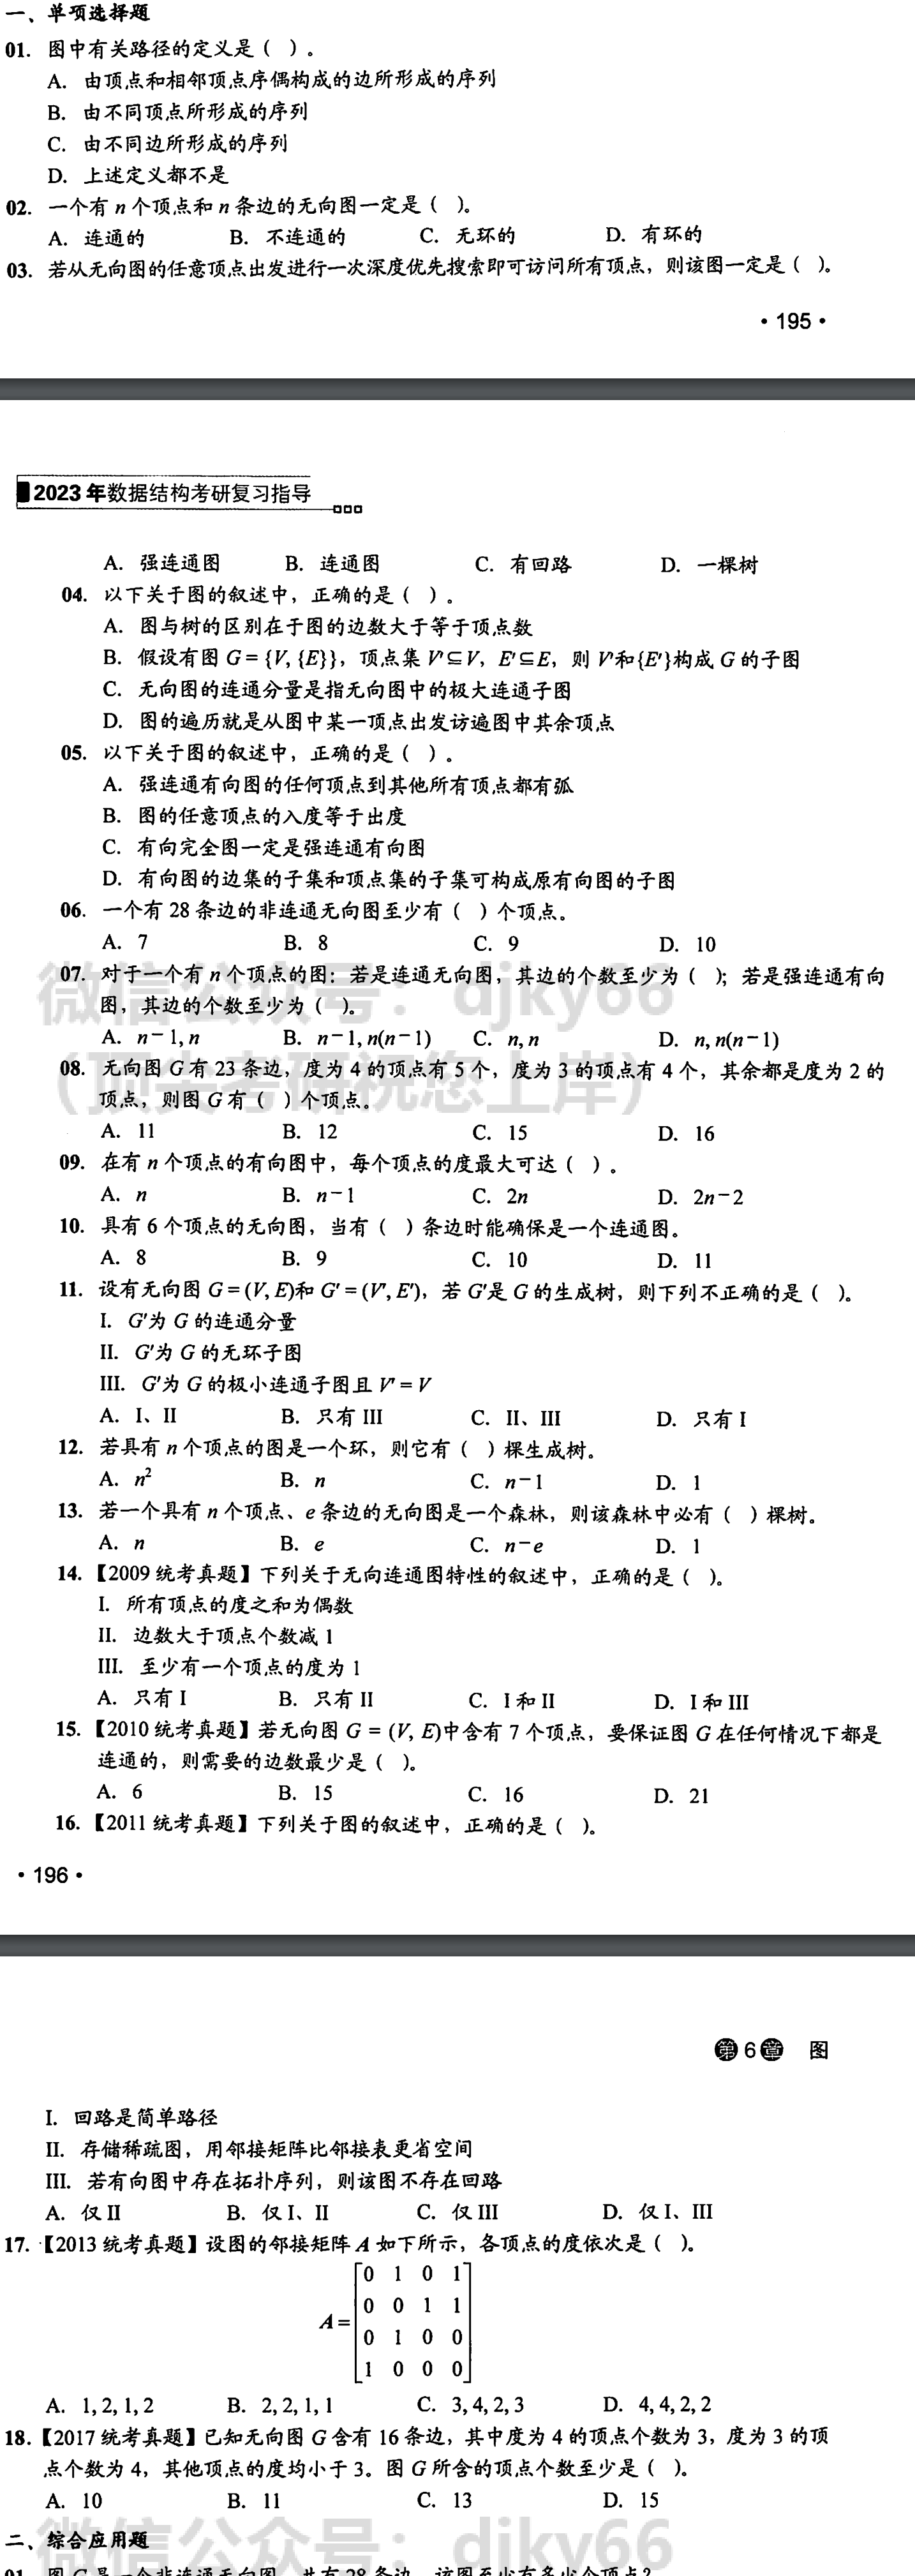 一、单项选择题
01. 图中有关路径的定义是（ ）。
A. 由顶点和相邻顶点序偶构成的边所形成的序列
B. 由不同顶点所形成的序列
C. 由不同边所形成的序列
D. 上述定义都不是
02. 一个有 n 个顶点和 n 条边的无向图一定是（ ）。
A. 连通的 B. 不连通的 C. 无环的 D. 有环的
03. 若从无向图的任意顶点出发进行一次深度优先搜索即可访问所有顶点，则该图一定是（ ）。
· 195 ·
2023 年数据结构考研复习指导
A. 强连通图 B. 连通图 C. 有回路 D. 一棵树
04. 以下关于图的叙述中，正确的是（ ）。
A. 图与树的区别在于图的边数大于等于顶点数
B. 假设有图 G = {V, {E}}，顶点集 V'⊆V，E'⊆E，则 V'和{E'}构成 G 的子图
C. 无向图的连通分量是指无向图中的极大连通子图
D. 图的遍历就是从图中某一顶点出发访遍图中其余顶点
05. 以下关于图的叙述中，正确的是（ ）。
A. 强连通有向图的任何顶点到其他所有顶点都有弧
B. 图的任意顶点的入度等于出度
C. 有向完全图一定是强连通有向图
D. 有向图的边集的子集和顶点集的子集可构成原有向图的子图
06. 一个有 28 条边的非连通无向图至少有（ ）个顶点。
A. 7 B. 8 C. 9 D. 10
微信公众号：djky66
07. 对于一个有 n 个顶点的图：若是连通无向图，其边的个数至少为（ ）；若是强连通有向
图，其边的个数至少为（ ）。
A. n−1, n B. n−1, n(n−1) C. n, n D. n, n(n−1)
（顶尖考研祝您上岸）
08. 无向图 G 有 23 条边，度为 4 的顶点有 5 个，度为 3 的顶点有 4 个，其余都是度为 2 的
顶点，则图 G 有（ ）个顶点。
A. 11 B. 12 C. 15 D. 16
09. 在有 n 个顶点的有向图中，每个顶点的度最大可达（ ）。
A. n B. n−1 C. 2n D. 2n−2
10. 具有 6 个顶点的无向图，当有（ ）条边时能确保是一个连通图。
A. 8 B. 9 C. 10 D. 11
11. 设有无向图 G = (V, E)和 G' = (V', E')，若 G'是 G 的生成树，则下列不正确的是（ ）。
I. G'为 G 的连通分量
II. G'为 G 的无环子图
III. G'为 G 的极小连通子图且 V' = V
A. I、II B. 只有 III C. II、III D. 只有 I
12. 若具有 n 个顶点的图是一个环，则它有（ ）棵生成树。
A. n² B. n C. n−1 D. 1
13. 若一个具有 n 个顶点、e 条边的无向图是一个森林，则该森林中必有（ ）棵树。
A. n B. e C. n−e D. 1
14. 【2009 统考真题】下列关于无向连通图特性的叙述中，正确的是（ ）。
I. 所有顶点的度之和为偶数
II. 边数大于顶点个数减 1
III. 至少有一个顶点的度为 1
A. 只有 I B. 只有 II C. I 和 II D. I 和 III
15. 【2010 统考真题】若无向图 G = (V, E)中含有 7 个顶点，要保证图 G 在任何情况下都是
连通的，则需要的边数最少是（ ）。
A. 6 B. 15 C. 16 D. 21
16. 【2011 统考真题】下列关于图的叙述中，正确的是（ ）。
· 196 ·
第 6 章 图
I. 回路是简单路径
II. 存储稀疏图，用邻接矩阵比邻接表更省空间
III. 若有向图中存在拓扑序列，则该图不存在回路
A. 仅 II B. 仅 I、II C. 仅 III D. 仅 I、III
17. 【2013 统考真题】设图的邻接矩阵 A 如下所示，各顶点的度依次是（ ）。
0 1 0 1
0 0 1 1
A =
0 1 0 0
1 0 0 0
A. 1, 2, 1, 2 B. 2, 2, 1, 1 C. 3, 4, 2, 3 D. 4, 4, 2, 2
18. 【2017 统考真题】已知无向图 G 含有 16 条边，其中度为 4 的顶点个数为 3，度为 3 的顶
点个数为 4，其他顶点的度均小于 3。图 G 所含的顶点个数至少是（ ）。
A. 10 B. 11 C. 13 D. 15
二、综合应用题
微信公众号：djky66
01. 图 G 是一个非连通无向图，共有 28 条边，该图至少有多少个顶点？